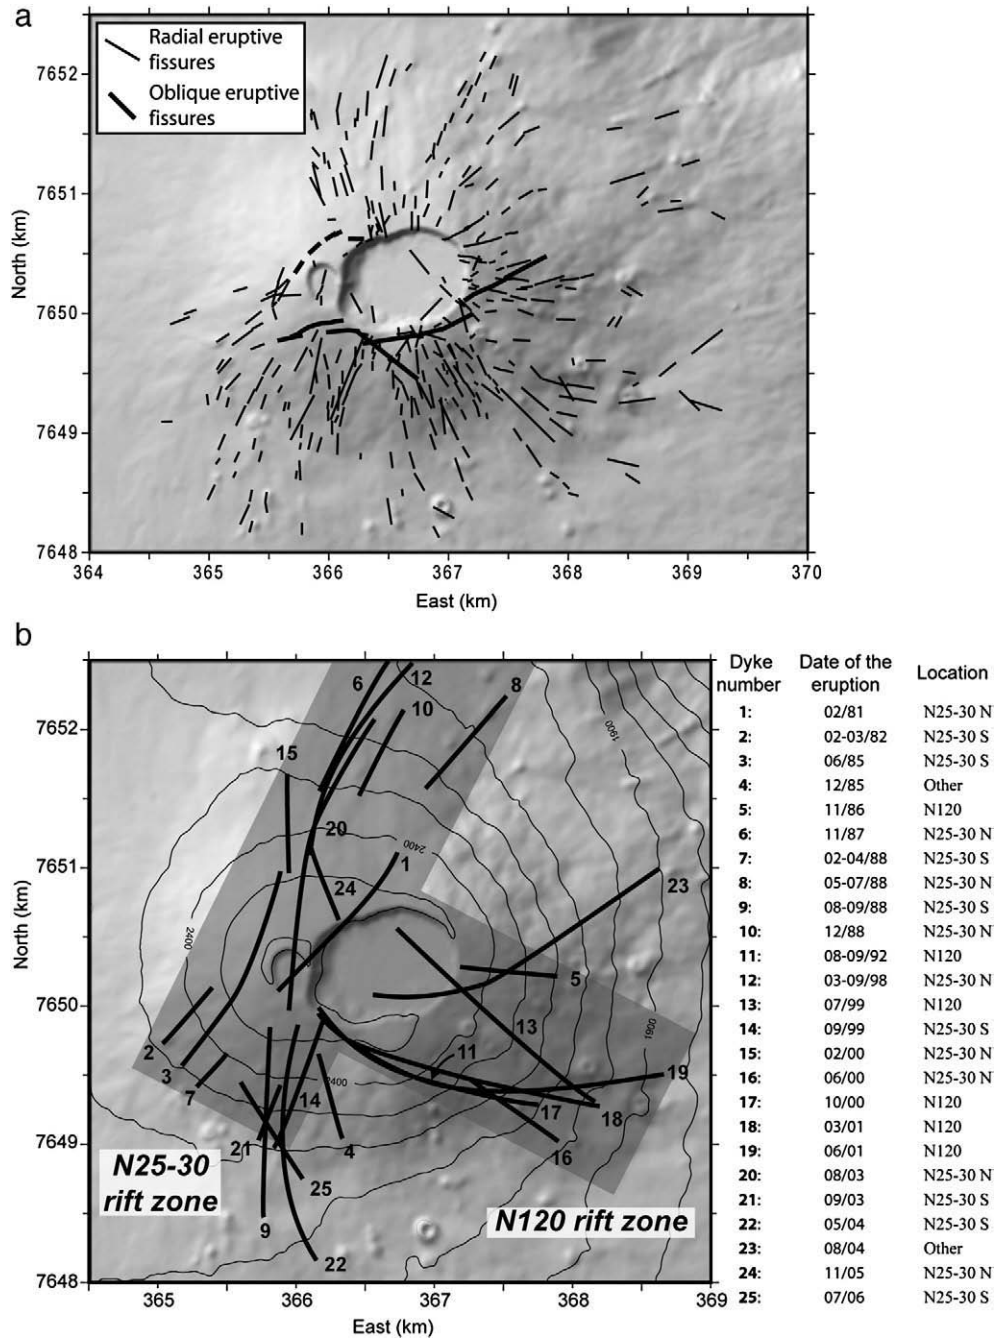 a
Radial eruptive
fissures
Oblique eruptive
fissures
7652
7651
7650
7649
7648
North (km)
364 365 366 367 368 369 370
East (km)
b
12
6
8
10
15
20
1
24
23
5
2
3
7
13
11
19
14
17
18
21
4
16
25
9
22
2400
2400
2400
1900
1900
N25-30
rift zone
N120 rift zone
7652
7651
7650
7649
7648
North (km)
365 366 367 368 369
East (km)
Dyke number Date of the eruption Location
1: 02/81 N25-30 N
2: 02-03/82 N25-30 S
3: 06/85 N25-30 S
4: 12/85 Other
5: 11/86 N120
6: 11/87 N25-30 N
7: 02-04/88 N25-30 S
8: 05-07/88 N25-30 N
9: 08-09/88 N25-30 S
10: 12/88 N25-30 N
11: 08-09/92 N120
12: 03-09/98 N25-30 N
13: 07/99 N120
14: 09/99 N25-30 S
15: 02/00 N25-30 N
16: 06/00 N25-30 N
17: 10/00 N120
18: 03/01 N120
19: 06/01 N120
20: 08/03 N25-30 N
21: 09/03 N25-30 S
22: 05/04 N25-30 S
23: 08/04 Other
24: 11/05 N25-30 N
25: 07/06 N25-30 S